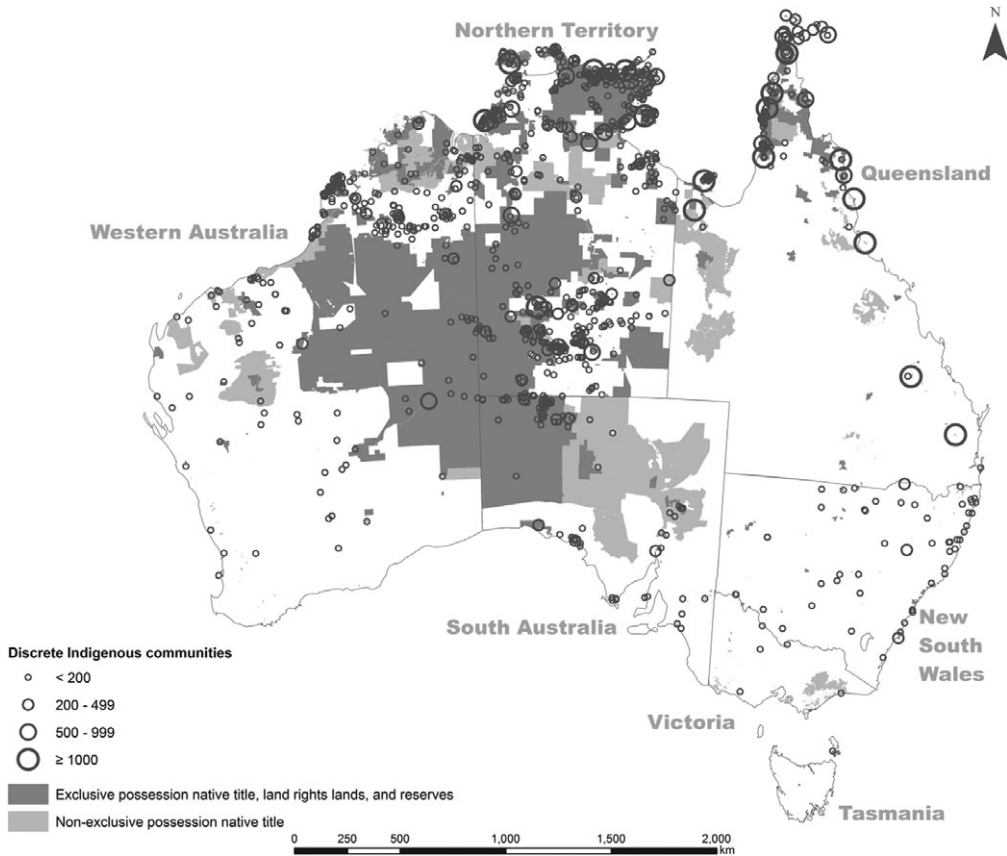 N
Northern Territory
Queensland
Western Australia
South Australia
New
South
Wales
Victoria
Tasmania
Discrete Indigenous communities
< 200
200 - 499
500 - 999
≥ 1000
Exclusive possession native title, land rights lands, and reserves
Non-exclusive possession native title
0 250 500 1,000 1,500 2,000
km